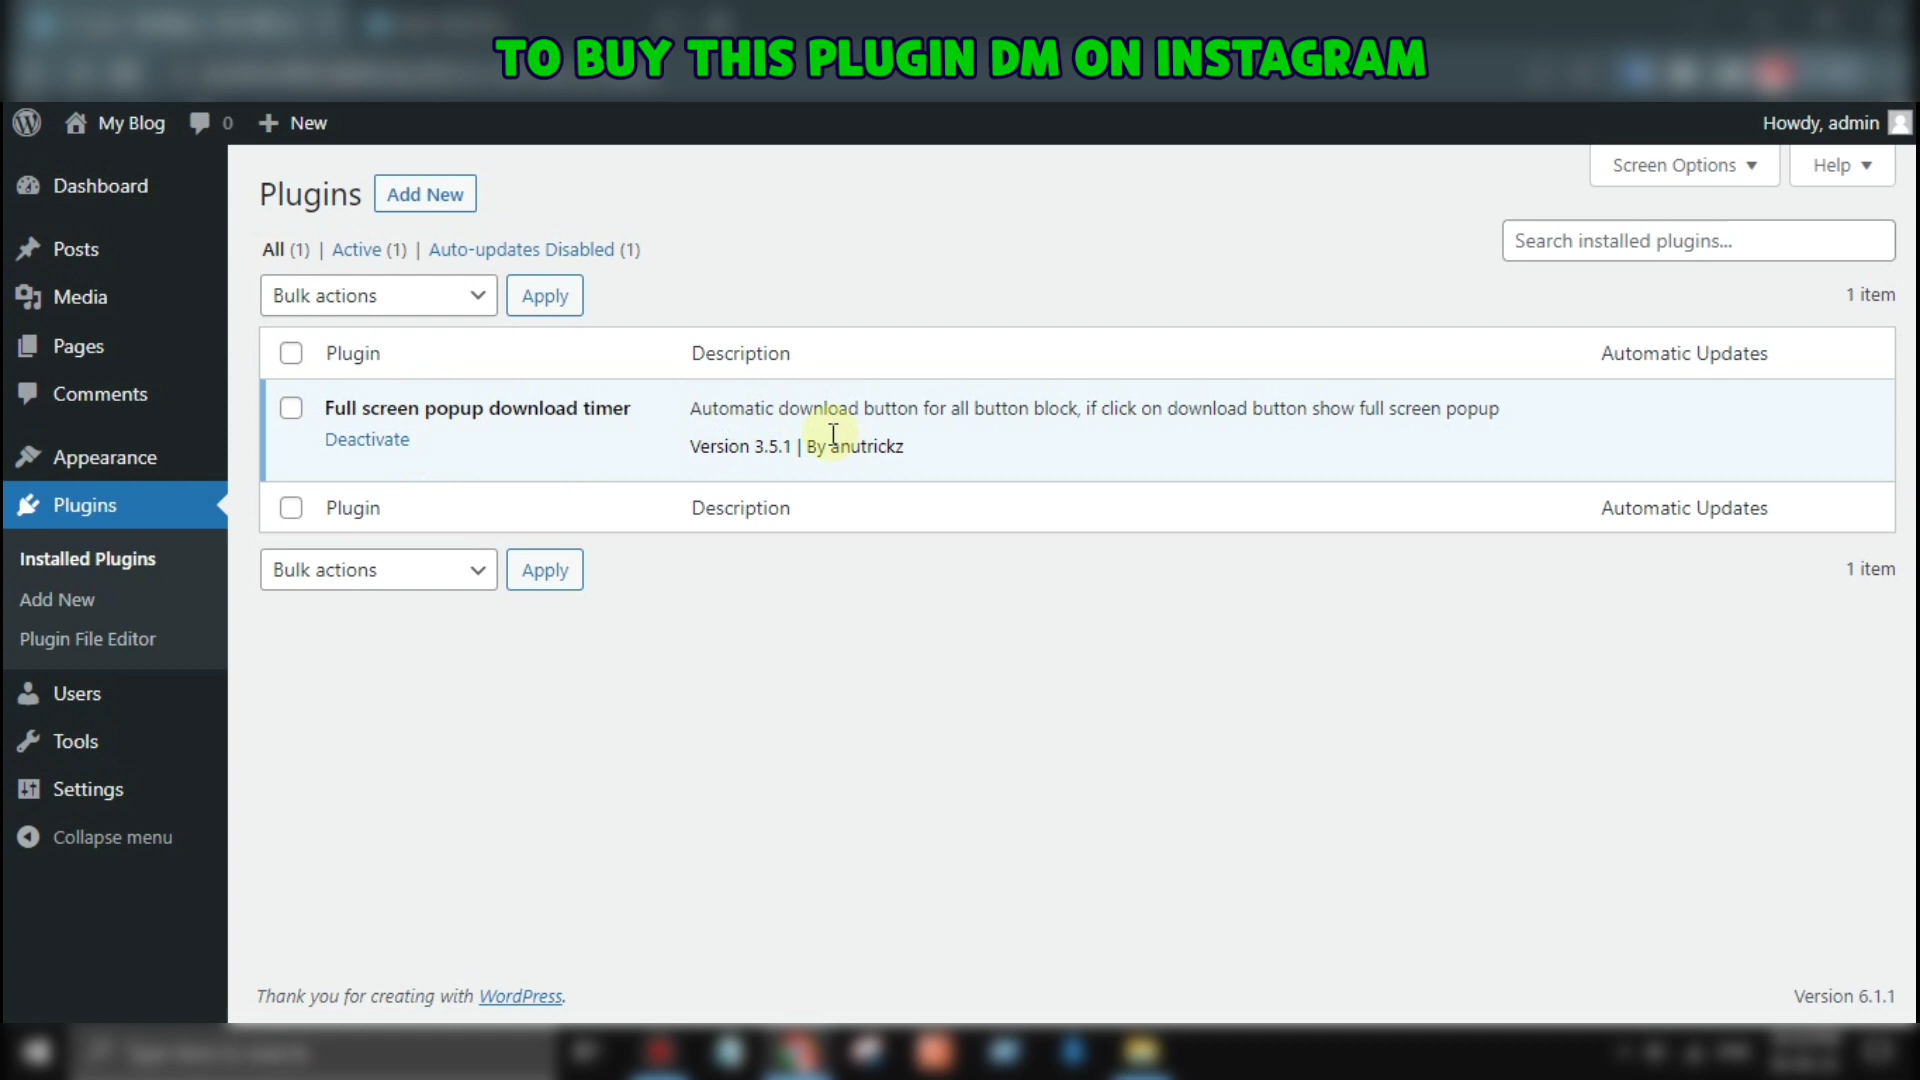 TO BUY THIS PLUGIN DM ON INSTAGRAM
My Blog 0 New Howdy, admin
Screen Options Help
Dashboard
Plugins Add New
Posts
All (1) | Active (1) | Auto-updates Disabled (1)
Search installed plugins...
Media
Bulk actions Apply 1 item
Pages
Plugin Description Automatic Updates
Comments
Full screen popup download timer Automatic download button for all button block, if click on download button show full screen popup
Deactivate Version 3.5.1 | By anutrickz
Appearance
Plugins
Plugin Description Automatic Updates
Installed Plugins
Bulk actions Apply 1 item
Add New
Plugin File Editor
Users
Tools
Settings
Collapse menu
Thank you for creating with WordPress. Version 6.1.1
Type here to search